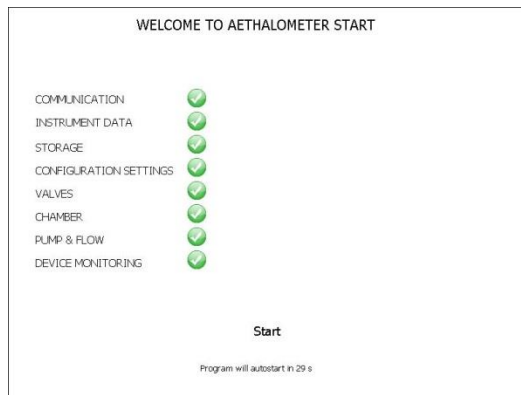 WELCOME TO AETHALOMETER START
COMMUNICATION
INSTRUMENT DATA
STORAGE
CONFIGURATION SETTINGS
VALVES
CHAMBER
PUMP & FLOW
DEVICE MONITORING
Start
Program will autostart in 29 s